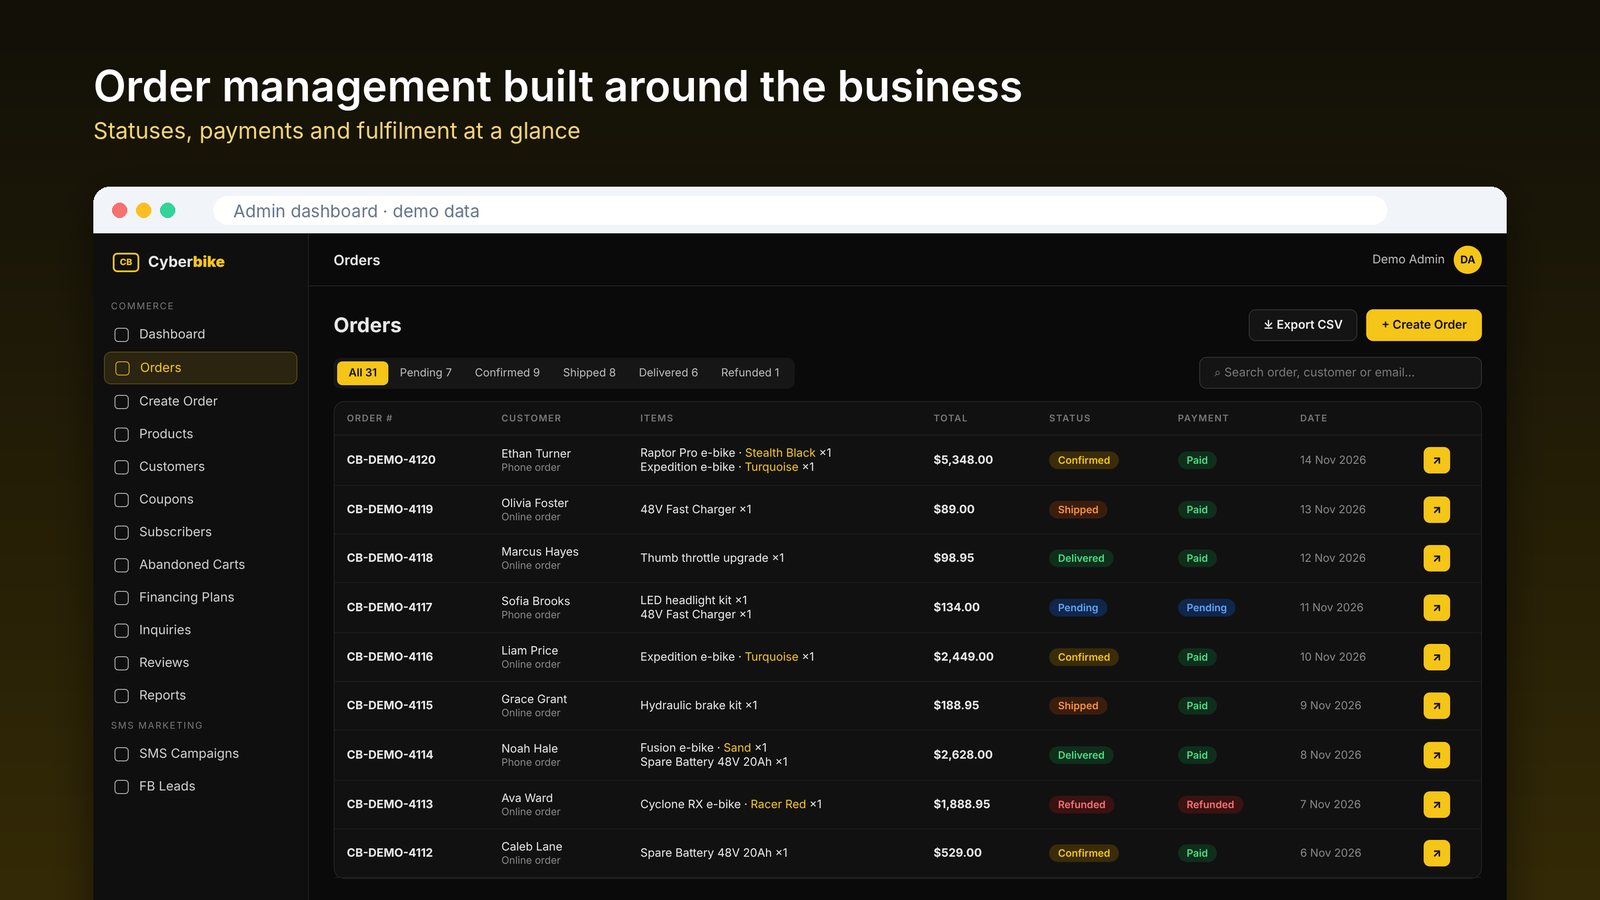 Order management built around the business
Statuses, payments and fulfilment at a glance
Admin dashboard · demo data
CB Cyberbike
Orders
Demo Admin DA
COMMERCE
Dashboard
Orders
Create Order
Products
Customers
Coupons
Subscribers
Abandoned Carts
Financing Plans
Inquiries
Reviews
Reports
SMS MARKETING
SMS Campaigns
FB Leads
Orders
Export CSV
+ Create Order
All 31 Pending 7 Confirmed 9 Shipped 8 Delivered 6 Refunded 1
Search order, customer or email...
ORDER # CUSTOMER ITEMS TOTAL STATUS PAYMENT DATE
CB-DEMO-4120 Ethan Turner Raptor Pro e-bike · Stealth Black ×1 $5,348.00 Confirmed Paid 14 Nov 2026
Phone order Expedition e-bike · Turquoise ×1
CB-DEMO-4119 Olivia Foster 48V Fast Charger ×1 $89.00 Shipped Paid 13 Nov 2026
Online order
CB-DEMO-4118 Marcus Hayes Thumb throttle upgrade ×1 $98.95 Delivered Paid 12 Nov 2026
Online order
CB-DEMO-4117 Sofia Brooks LED headlight kit ×1 $134.00 Pending Pending 11 Nov 2026
Phone order 48V Fast Charger ×1
CB-DEMO-4116 Liam Price Expedition e-bike · Turquoise ×1 $2,449.00 Confirmed Paid 10 Nov 2026
Online order
CB-DEMO-4115 Grace Grant Hydraulic brake kit ×1 $188.95 Shipped Paid 9 Nov 2026
Online order
CB-DEMO-4114 Noah Hale Fusion e-bike · Sand ×1 $2,628.00 Delivered Paid 8 Nov 2026
Phone order Spare Battery 48V 20Ah ×1
CB-DEMO-4113 Ava Ward Cyclone RX e-bike · Racer Red ×1 $1,888.95 Refunded Refunded 7 Nov 2026
Online order
CB-DEMO-4112 Caleb Lane Spare Battery 48V 20Ah ×1 $529.00 Confirmed Paid 6 Nov 2026
Online order